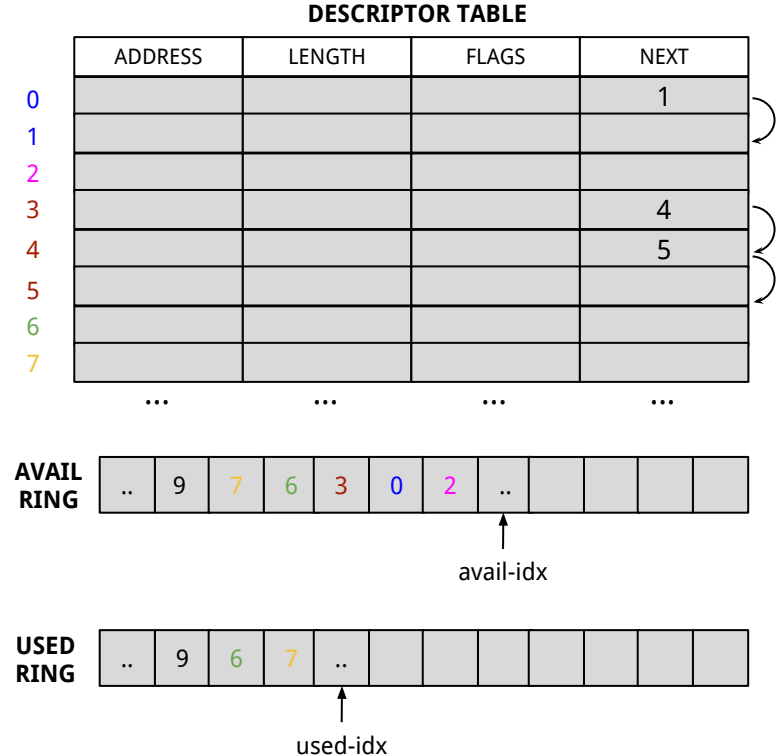 DESCRIPTOR TABLE
ADDRESS LENGTH FLAGS NEXT
0 1
1
2
3 4
4 5
5
6
7
... ... ... ...
AVAIL
RING
.. 9 7 6 3 0 2 ..
avail-idx
USED
RING
.. 9 6 7 ..
used-idx